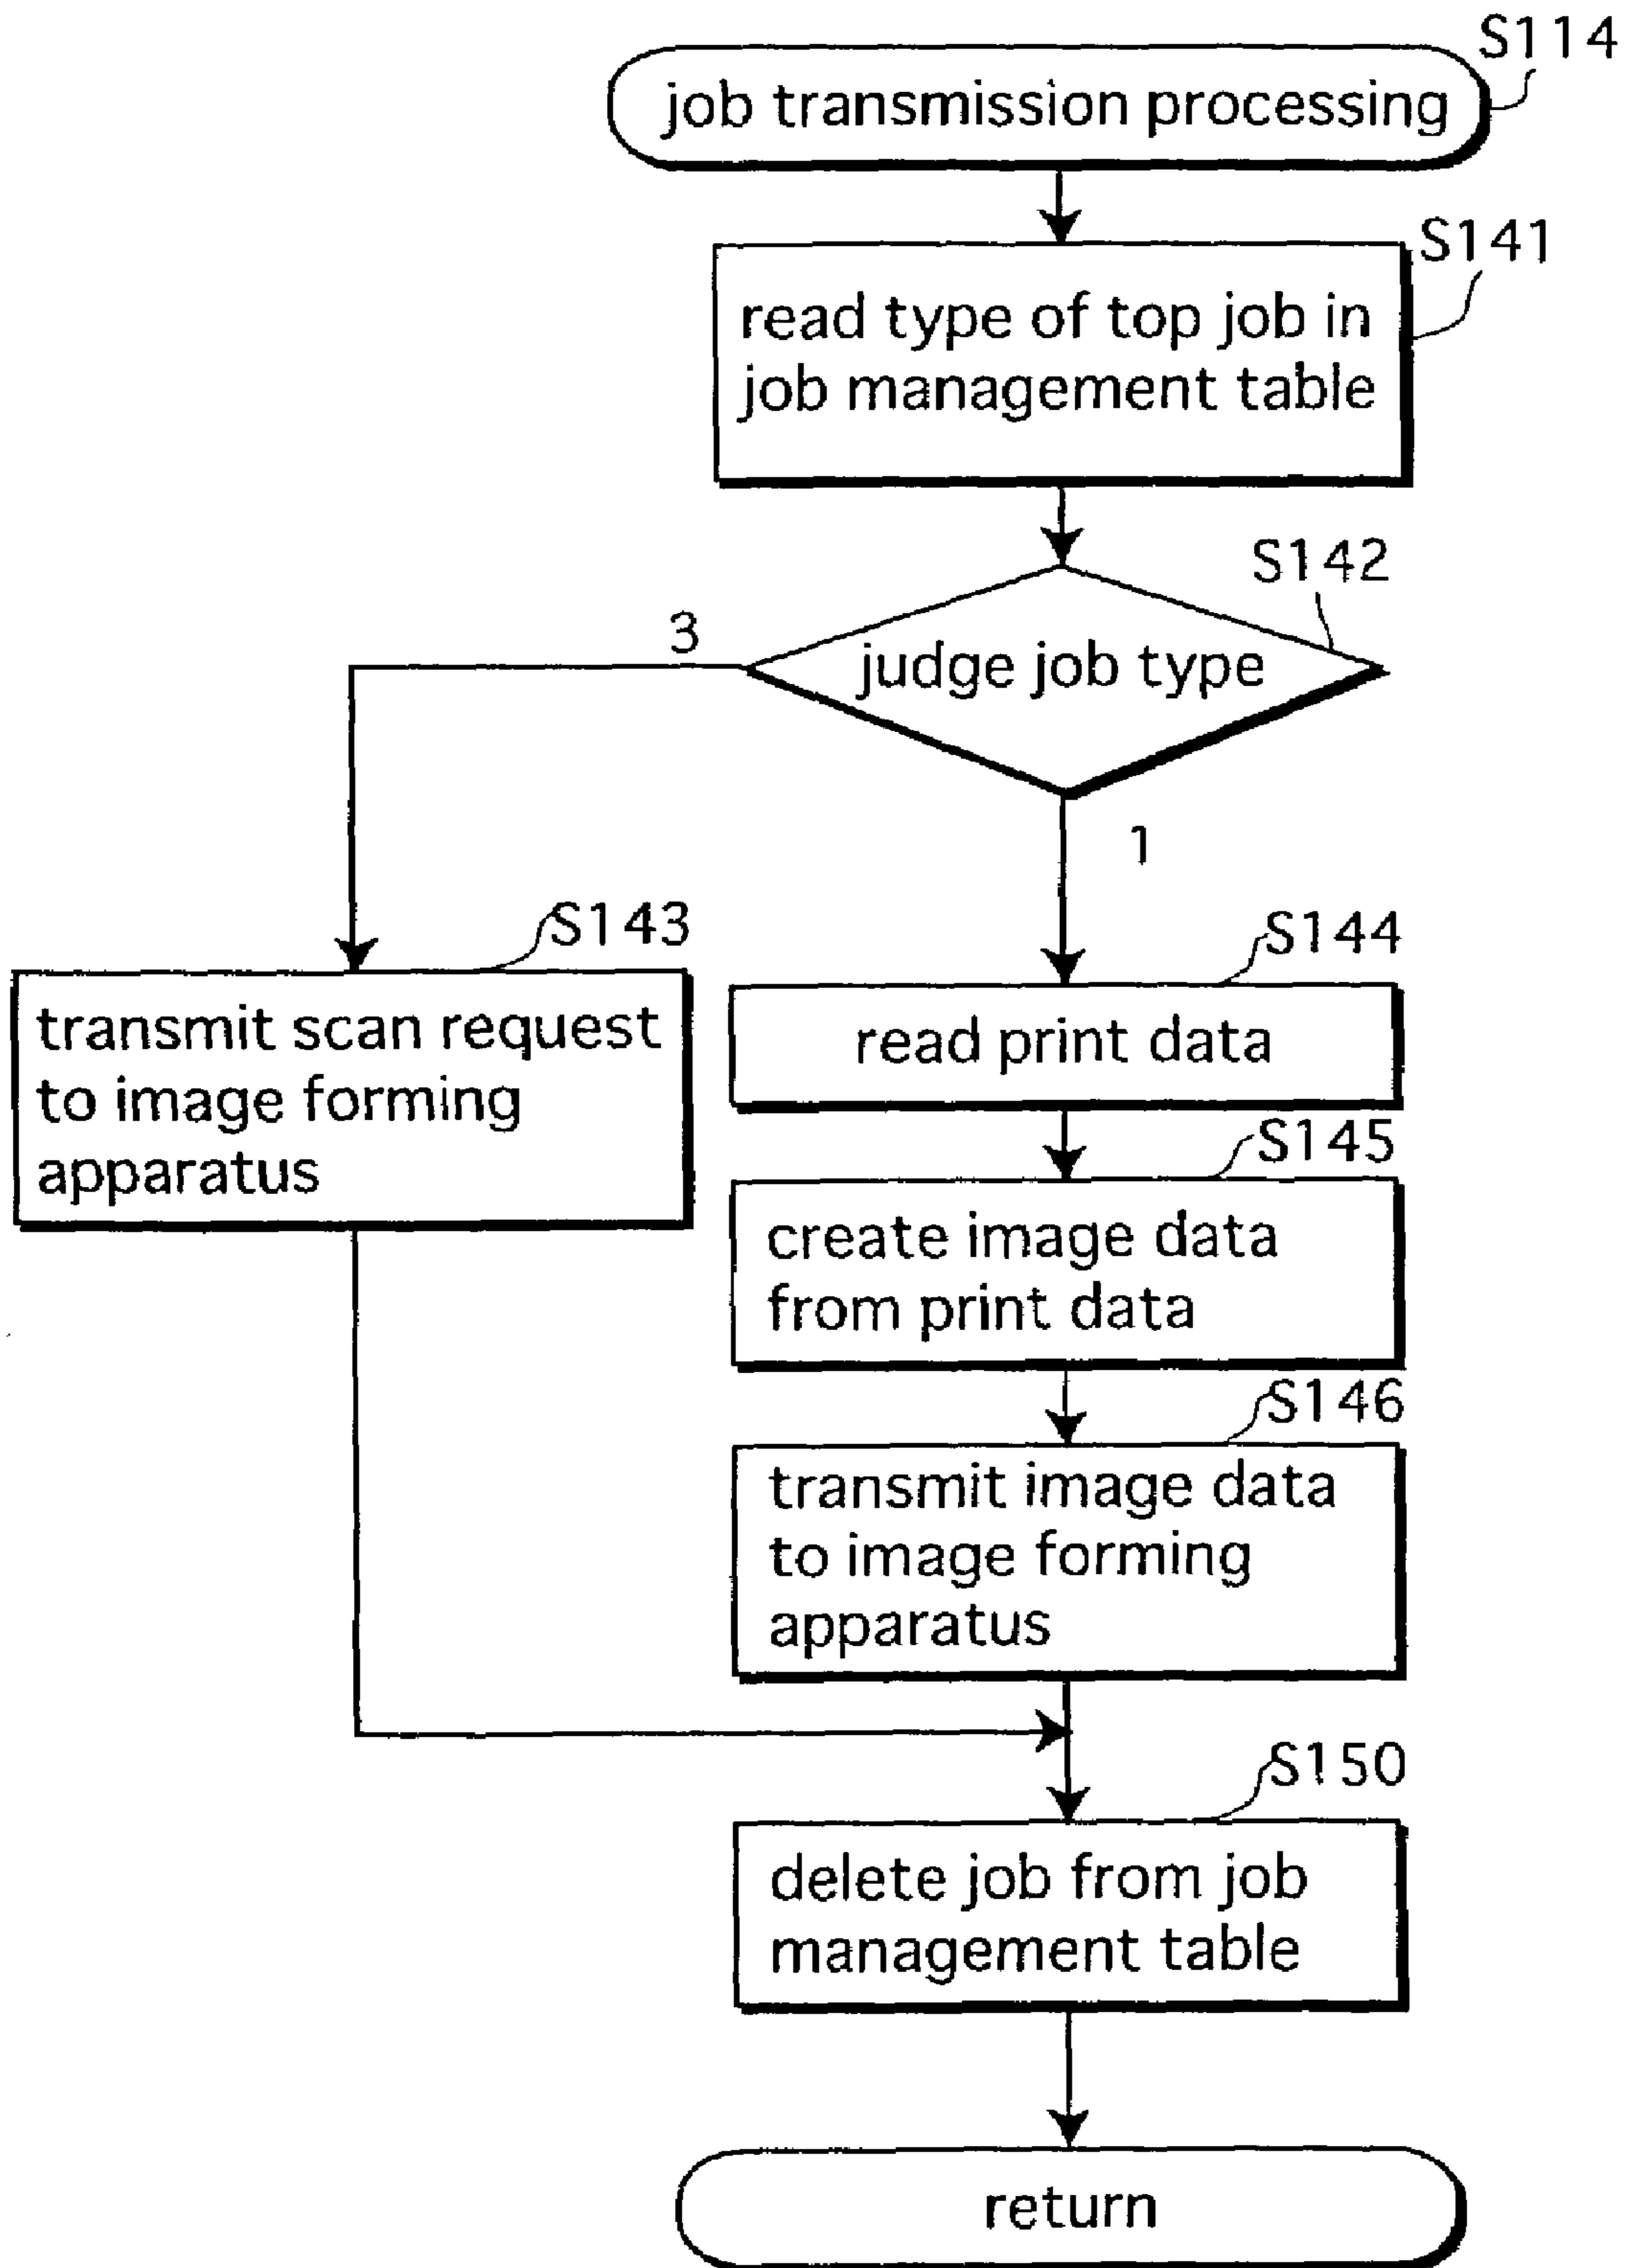 S114
job transmission processing
S141
read type of top job in
job management table
S142
judge job type
3
1
S143
transmit scan request
to image forming
apparatus
S144
read print data
S145
create image data
from print data
S146
transmit image data
to image forming
apparatus
S150
delete job from job
management table
return